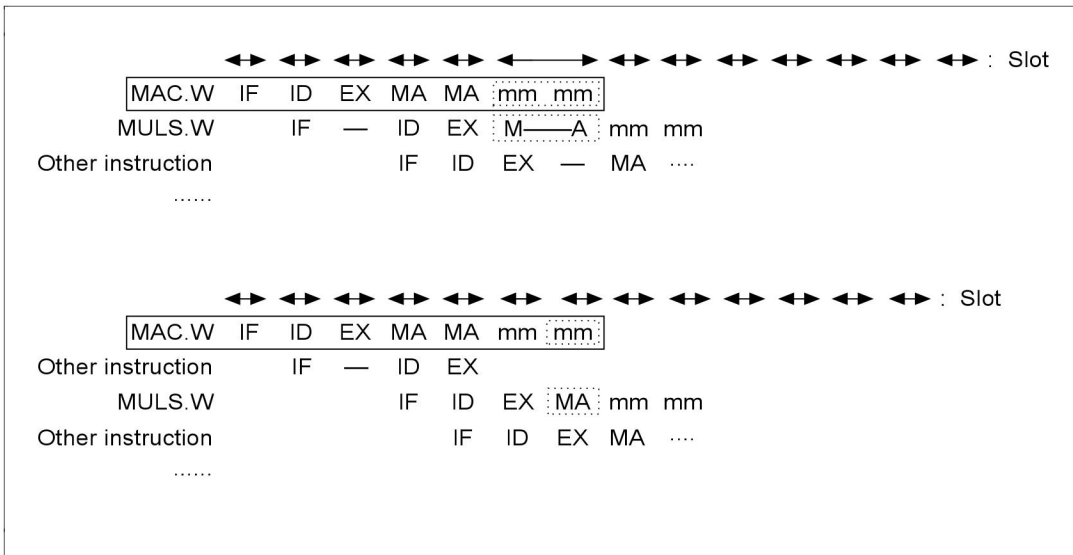 : Slot
MAC.W IF ID EX MA MA mm mm
MULS.W IF — ID EX M——A mm mm
Other instruction IF ID EX — MA ....
......
: Slot
MAC.W IF ID EX MA MA mm mm
Other instruction IF — ID EX
MULS.W IF ID EX MA mm mm
Other instruction IF ID EX MA ....
......